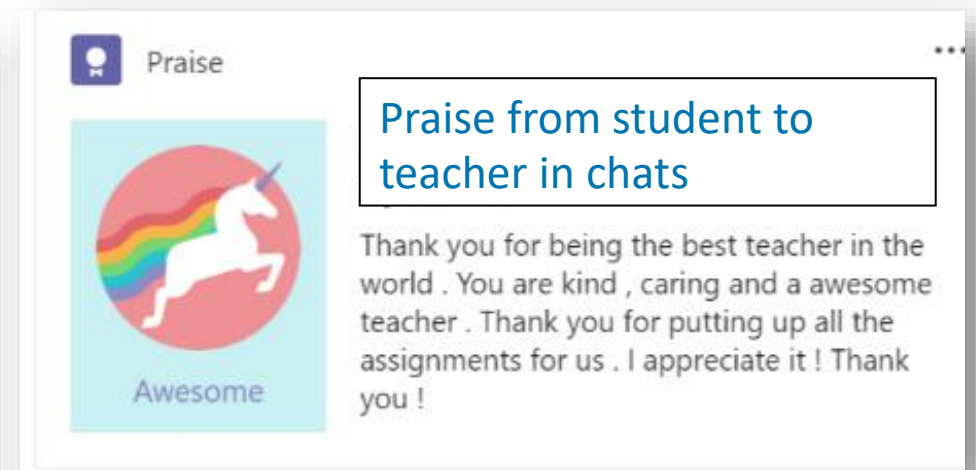 Praise
...
Praise from student to
teacher in chats
Thank you for being the best teacher in the
world . You are kind , caring and a awesome
teacher . Thank you for putting up all the
assignments for us . I appreciate it ! Thank
you !
Awesome